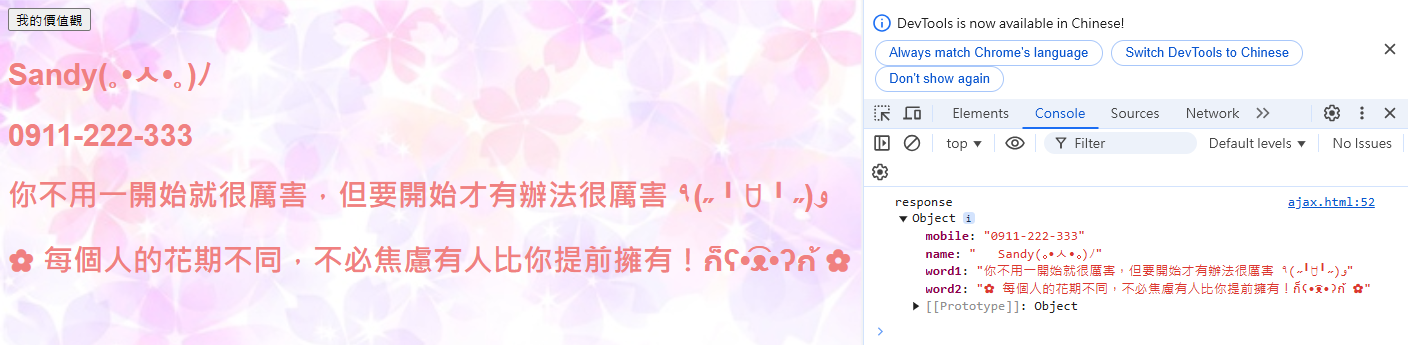 我的價值觀
Sandy(｡•ㅅ•｡)ﾉ
0911-222-333
你不用一開始就很厲害，但要開始才有辦法很厲害 ٩(˶╹ꇴ╹˶)و
✿ 每個人的花期不同，不必焦慮有人比你提前擁有！ก็ʕ•͡ᴥ•ʔก้ ✿
DevTools is now available in Chinese!
Always match Chrome's language
Switch DevTools to Chinese
Don't show again
Elements Console Sources Network
top Filter Default levels No Issues
response ajax.html:52
Object i
mobile: "0911-222-333"
name: "   Sandy(｡•ㅅ•｡)ﾉ"
word1: "你不用一開始就很厲害，但要開始才有辦法很厲害 ٩(˶╹ꇴ╹˶)و"
word2: "✿ 每個人的花期不同，不必焦慮有人比你提前擁有！ก็ʕ•͡ᴥ•ʔก้ ✿"
[[Prototype]]: Object